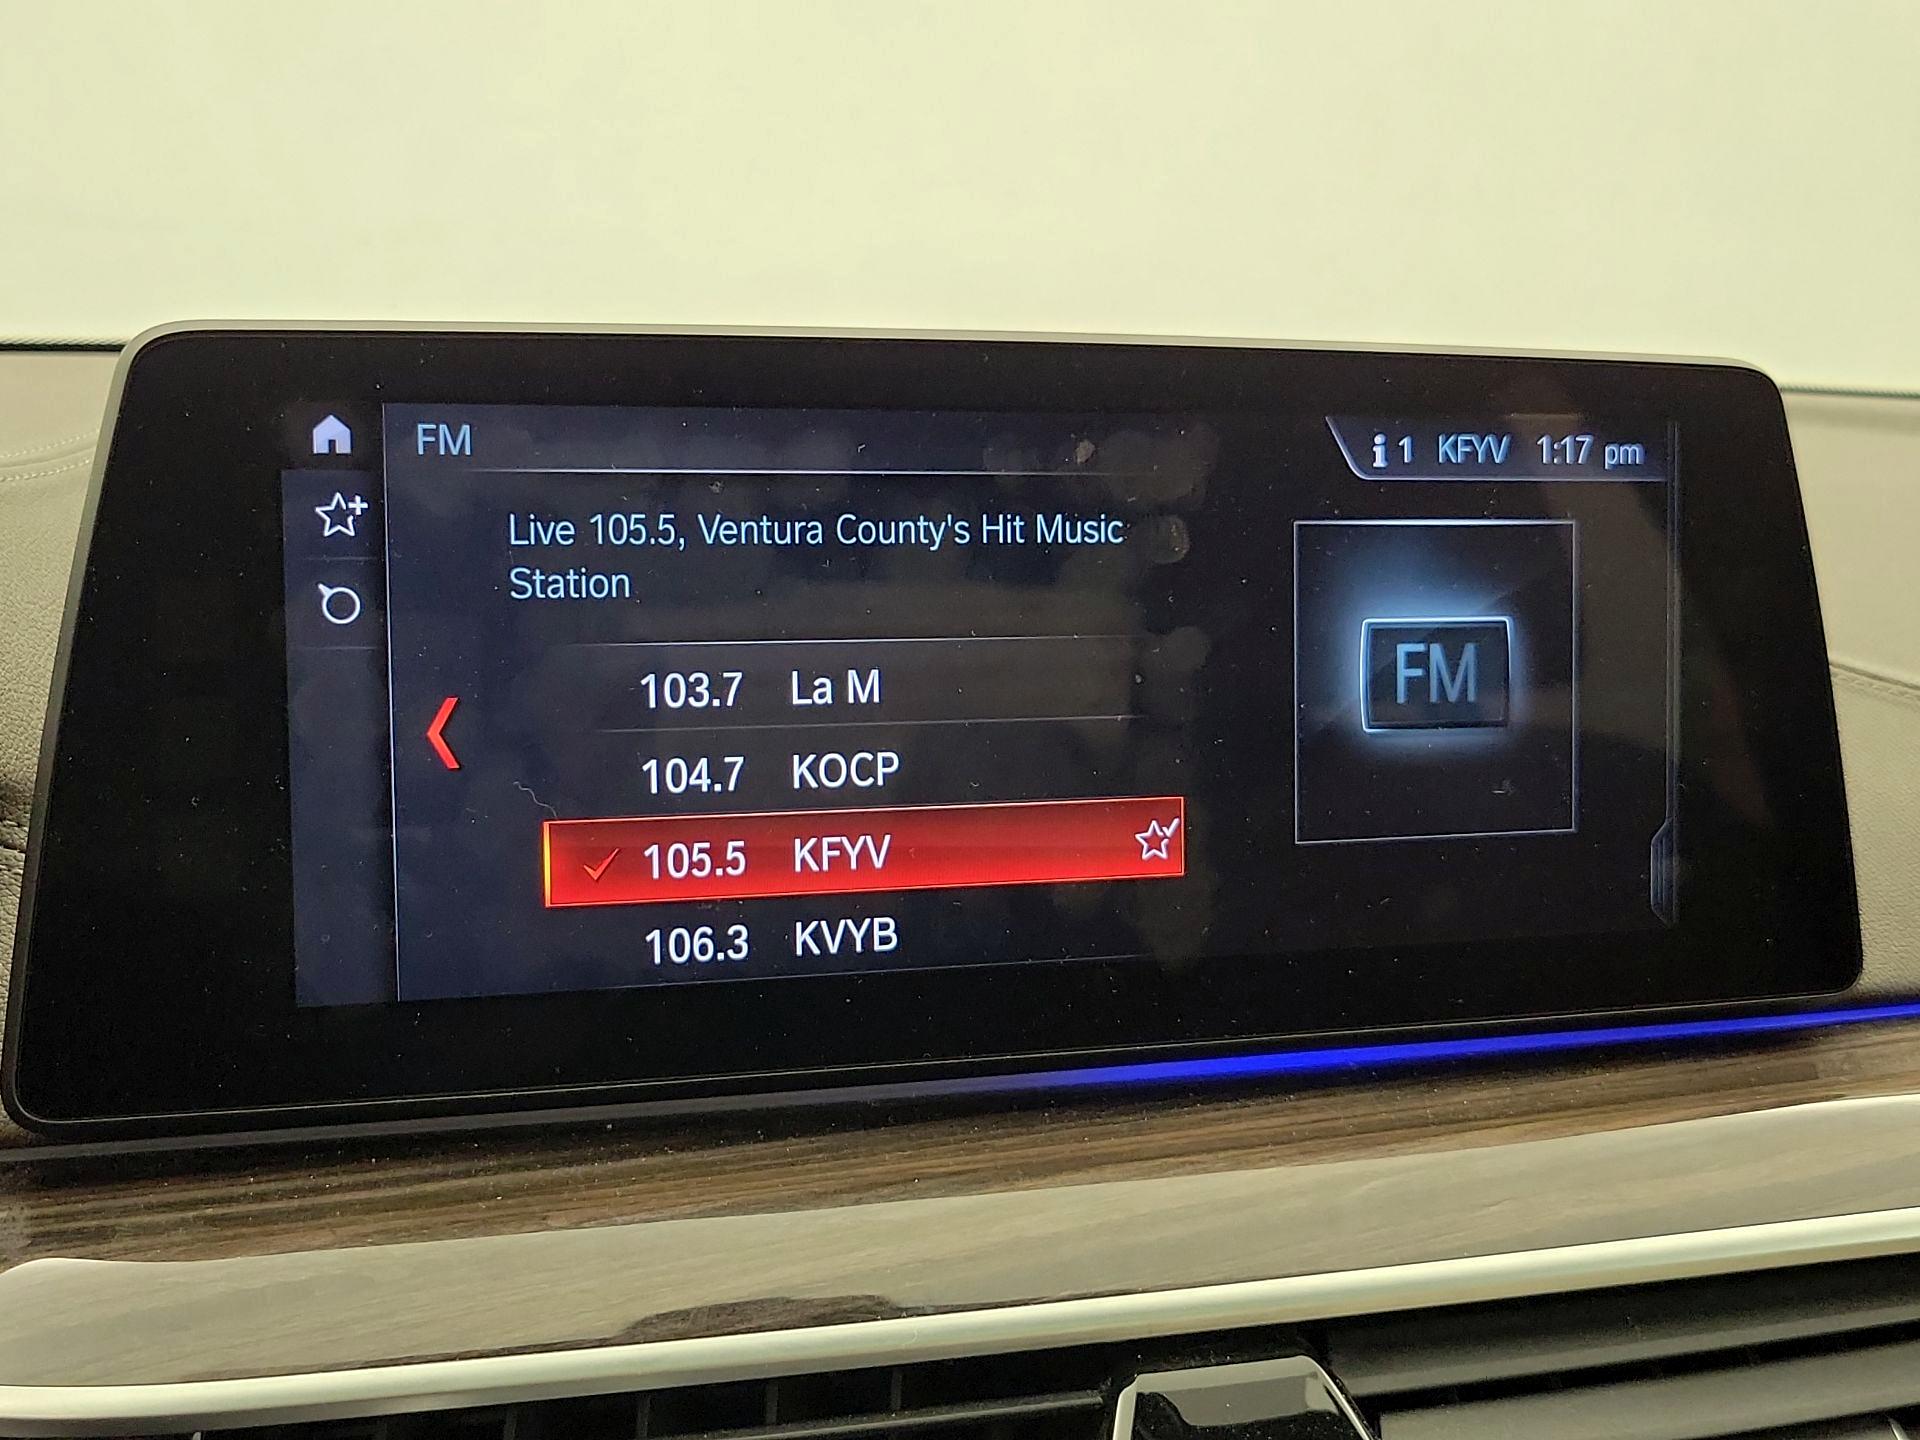 FM
i 1 KFYV 1:17 pm
Live 105.5, Ventura County's Hit Music
Station
103.7 La M
104.7 KOCP
105.5 KFYV
106.3 KVYB
FM